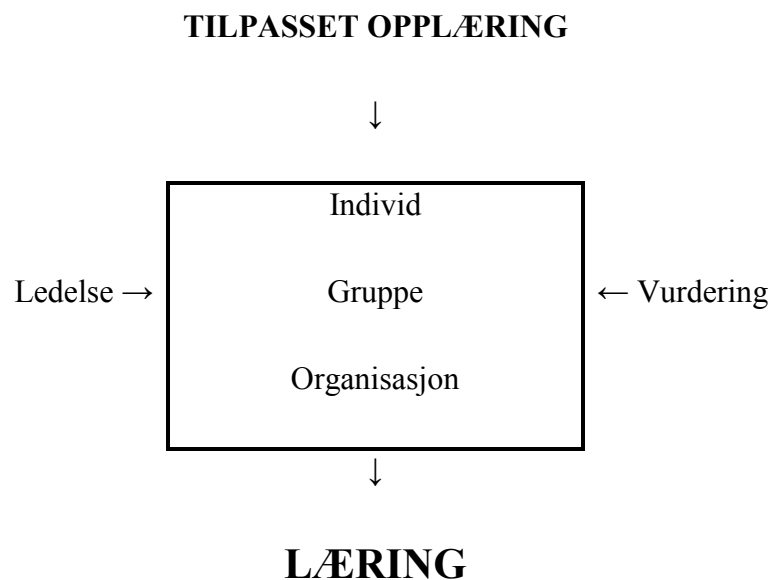 TILPASSET OPPLÆRING
↓
Individ
Ledelse → Gruppe ← Vurdering
Organisasjon
↓
LÆRING